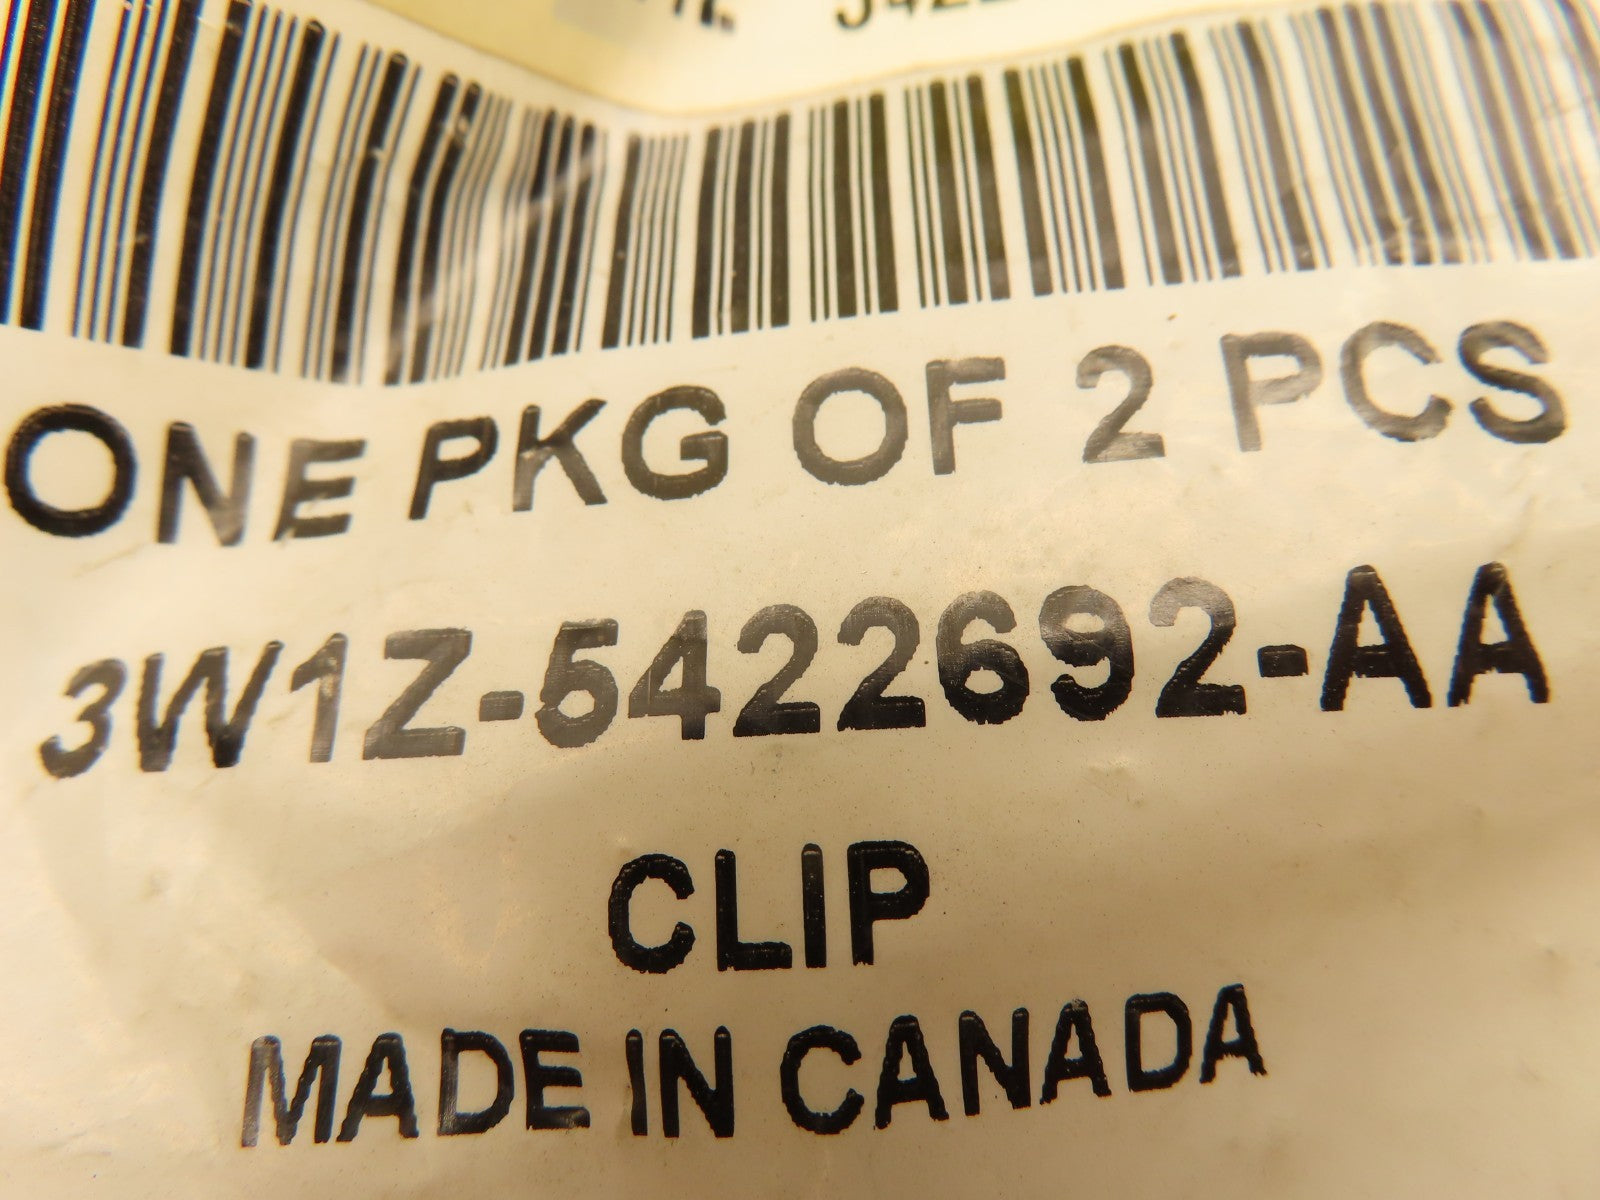 ONE PKG OF 2 PCS
3W1Z-5422692-AA
CLIP
MADE IN CANADA